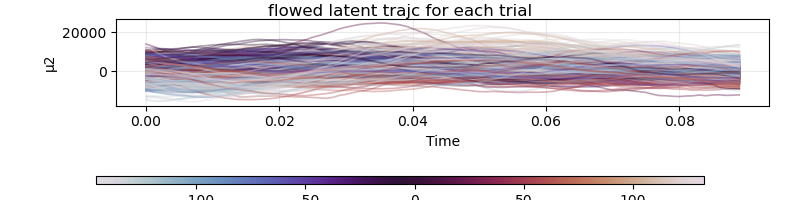 flowed latent trajc for each trial
20000
0
μ2
0.00 0.02 0.04 0.06 0.08
Time
100 50 0 50 100